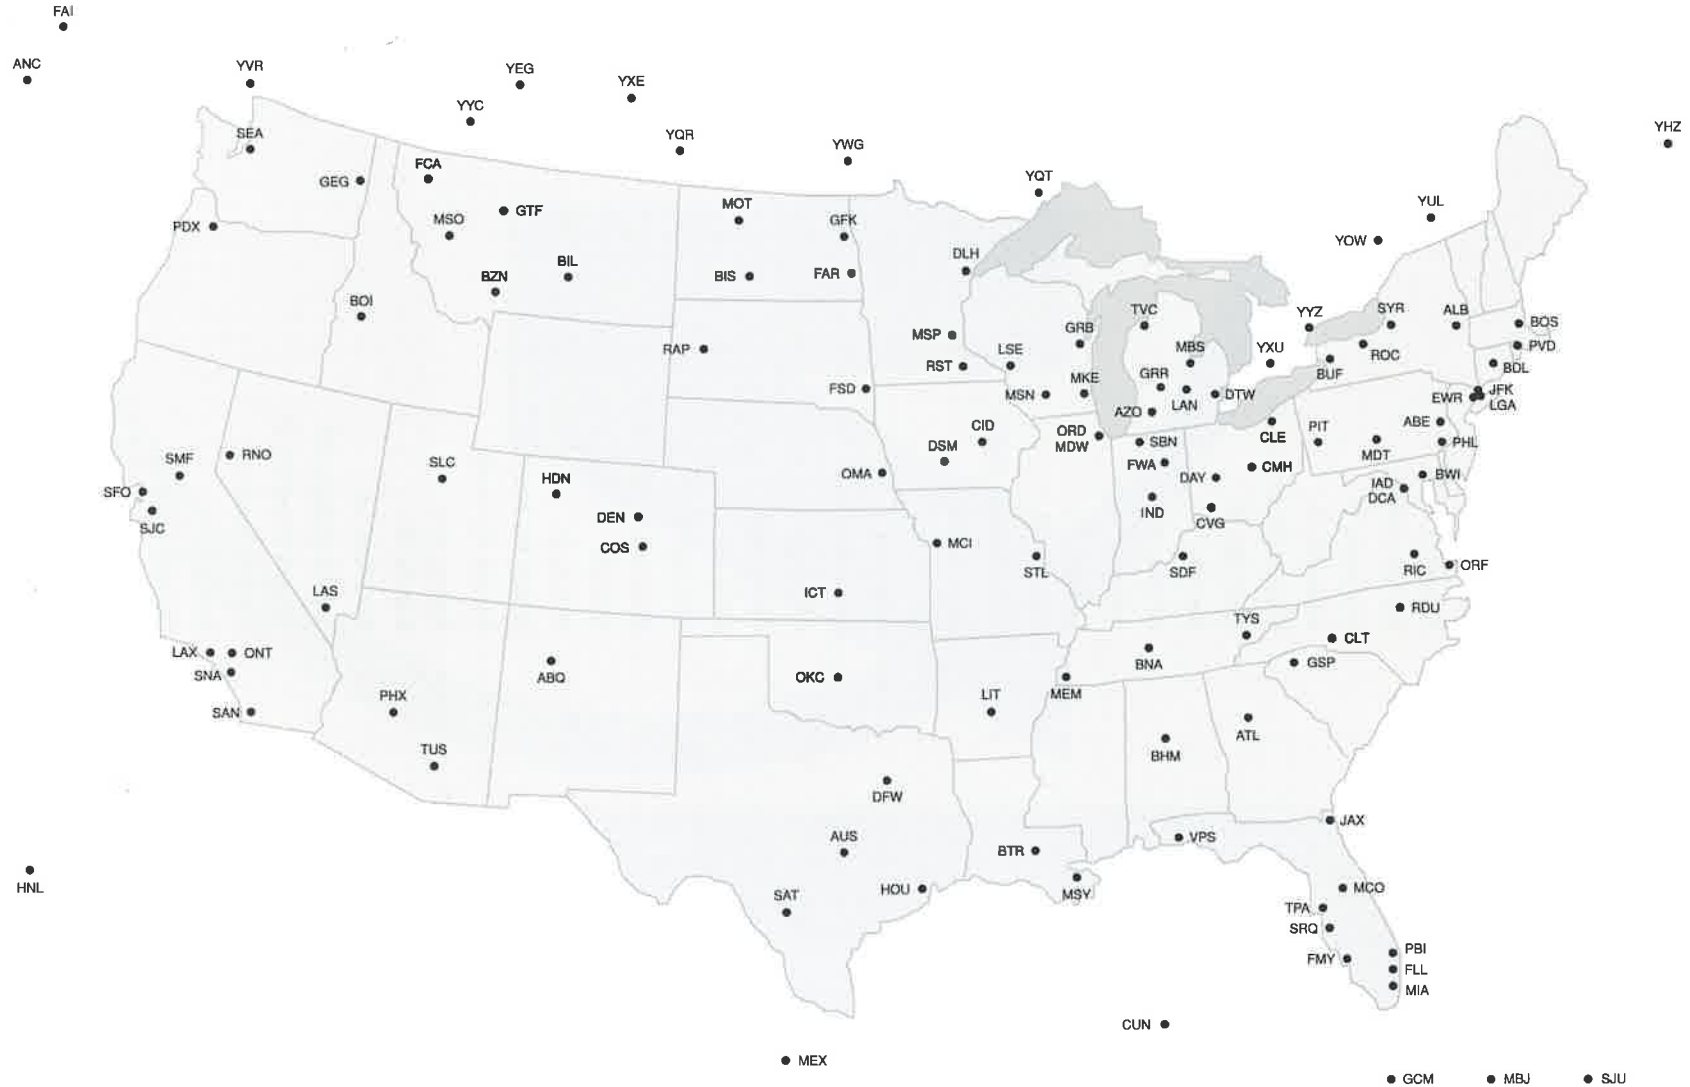 FAI
ANC
YVR
YEG
YXE
YYC
YHZ
SEA
YQR
YWG
FCA
YQT
GEG
GTF
MOT
YUL
MSO
GFK
PDX
YOW
DLH
BIL
BZN
BIS
FAR
BOI
TVC
YYZ
SYR
ALB
BOS
GRB
MSP
RAP
LSE
MBS
YXU
ROC
PVD
RST
GRR
BUF
BDL
FSD
MSN
MKE
LAN
DTW
JFK
EWR
LGA
AZO
CID
ORD
MDW
SBN
CLE
PIT
ABE
PHL
RNO
SMF
SLC
DSM
FWA
CMH
MDT
OMA
HDN
DAY
BWI
IAD
DCA
SFO
SJC
IND
CVG
DEN
COS
MCI
STL
SDF
RIC
ORF
LAS
ICT
RDU
TYS
CLT
LAX
ONT
SNA
ABQ
OKC
BNA
GSP
PHX
LIT
MEM
SAN
TUS
BHM
ATL
DFW
JAX
AUS
BTR
VPS
HNL
SAT
HOU
MSY
MCO
TPA
SRQ
FMY
PBI
FLL
MIA
CUN
MEX
GCM
MBJ
SJU